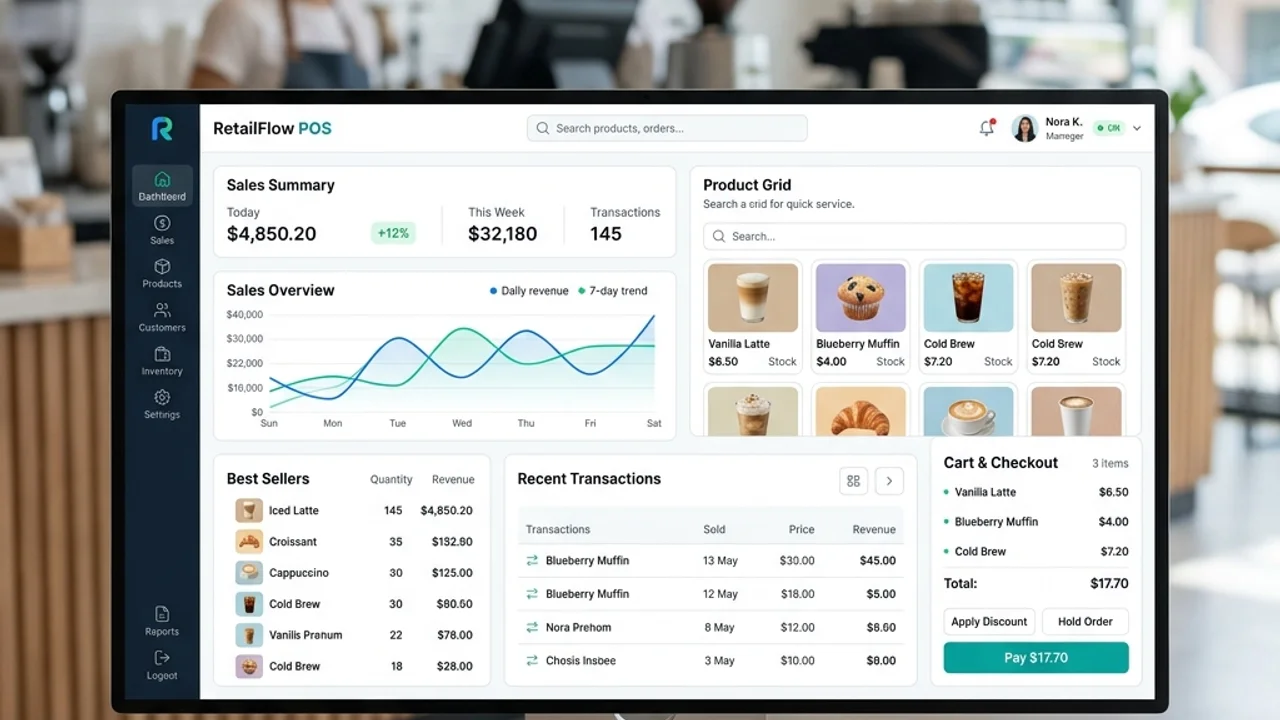 RetailFlow POS
Search products, orders...
Nora K.
Marreger
Dashtleerd
Sales
Products
Customers
Inventory
Settings
Reports
Logeot
Sales Summary
Today
$4,850.20
+12%
This Week
$32,180
Transactions
145
Sales Overview
Daily revenue
7-day trend
$40,000
$30,000
$22,000
$16,000
$0
Sun Mon Tue Wed Thu Fri Sat
Product Grid
Search a grid for quick service.
Search...
Vanilla Latte
$6.50 Stock
Blueberry Muffin
$4.00 Stock
Cold Brew
$7.20 Stock
Cold Brew
$7.20 Stock
Best Sellers Quantity Revenue
Iced Latte 145 $4,850.20
Croissant 35 $192.60
Cappuccino 30 $125.00
Cold Brew 30 $80.60
Vanilis Pranum 22 $78.00
Cold Brew 18 $28.00
Recent Transactions
Transactions Sold Price Revenue
Blueberry Muffin 13 May $30.00 $45.00
Blueberry Muffin 12 May $18.00 $5.00
Nora Prehom 8 May $12.00 $8.60
Chosis Insbee 3 May $10.00 $8.00
Cart & Checkout 3 items
Vanilla Latte $6.50
Blueberry Muffin $4.00
Cold Brew $7.20
Total: $17.70
Apply Discount
Hold Order
Pay $17.70